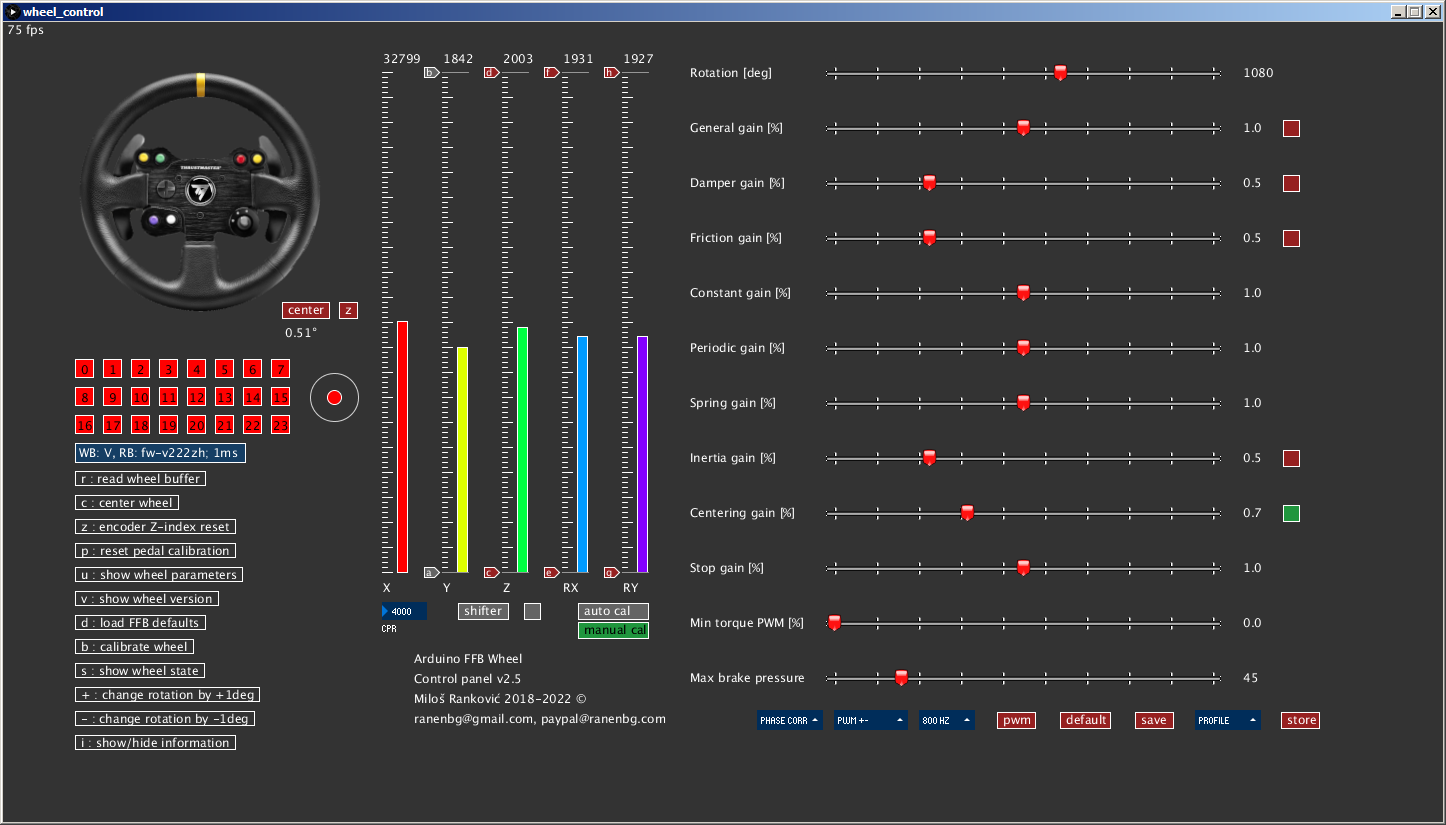 wheel_control
75 fps
32799 1842 2003 1931 1927
b d f h
THRUSTMASTER
center z
0.51°
0 1 2 3 4 5 6 7
8 9 10 11 12 13 14 15
16 17 18 19 20 21 22 23
WB: V, RB: fw-v222zh; 1ms
r : read wheel buffer
c : center wheel
z : encoder Z-index reset
p : reset pedal calibration
u : show wheel parameters
v : show wheel version
d : load FFB defaults
b : calibrate wheel
s : show wheel state
+ : change rotation by +1deg
- : change rotation by -1deg
i : show/hide information
a c e g
X Y Z RX RY
4000 shifter auto cal
CPR manual cal
Arduino FFB Wheel
Control panel v2.5
Miloš Ranković 2018-2022 ©
ranenbg@gmail.com, paypal@ranenbg.com
Rotation [deg] 1080
General gain [%] 1.0
Damper gain [%] 0.5
Friction gain [%] 0.5
Constant gain [%] 1.0
Periodic gain [%] 1.0
Spring gain [%] 1.0
Inertia gain [%] 0.5
Centering gain [%] 0.7
Stop gain [%] 1.0
Min torque PWM [%] 0.0
Max brake pressure 45
PHASE CORR PWM +- 800 HZ pwm default save PROFILE store